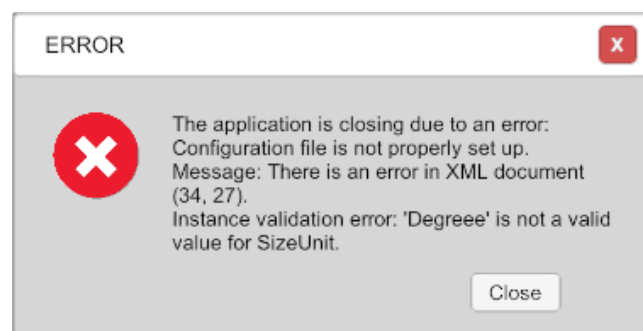 ERROR
x
The application is closing due to an error:
Configuration file is not properly set up.
Message: There is an error in XML document
(34, 27).
Instance validation error: 'Degreee' is not a valid
value for SizeUnit.
Close